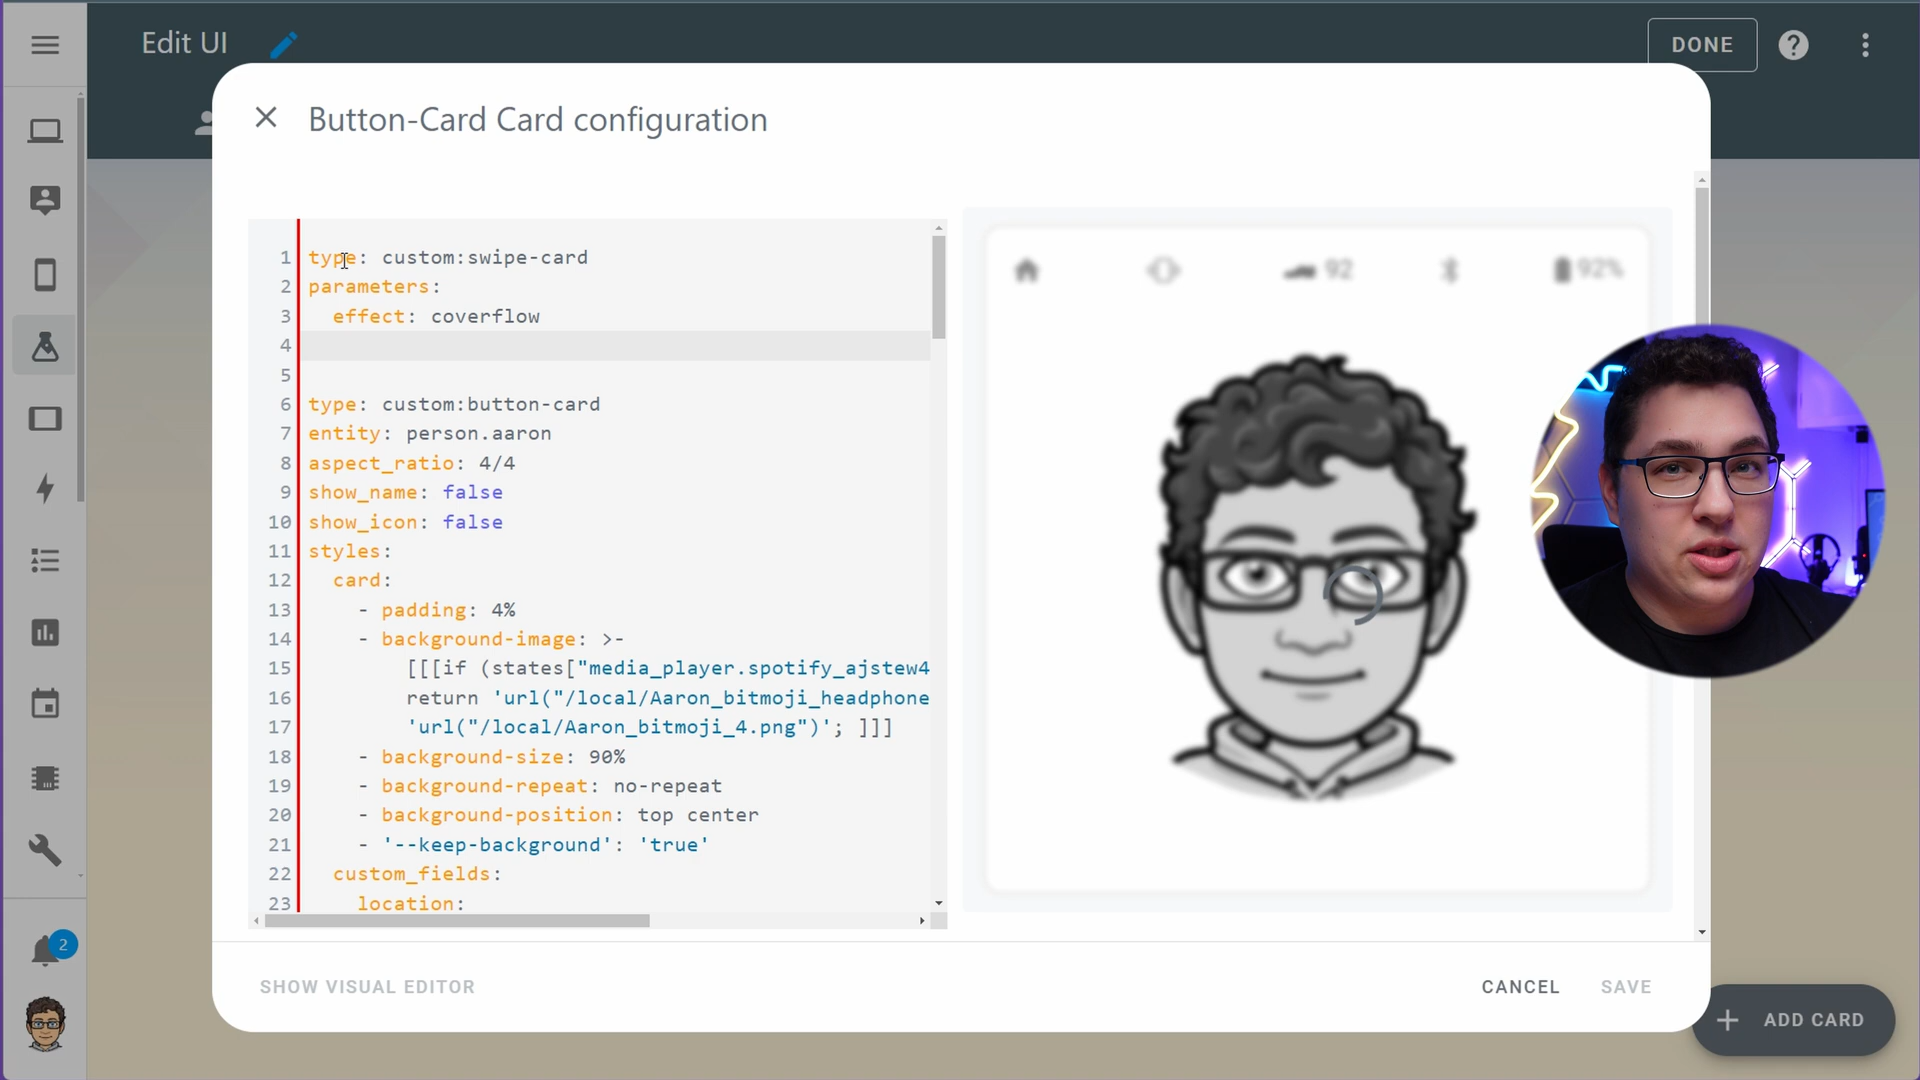 Edit UI
DONE
Button-Card Card configuration
1 type: custom:swipe-card
2 parameters:
3 effect: coverflow
4
5
6 type: custom:button-card
7 entity: person.aaron
8 aspect_ratio: 4/4
9 show_name: false
10 show_icon: false
11 styles:
12 card:
13 - padding: 4%
14 - background-image: >-
15 [[[if (states["media_player.spotify_ajstew4
16 return 'url("/local/Aaron_bitmoji_headphone
17 'url("/local/Aaron_bitmoji_4.png")'; ]]]
18 - background-size: 90%
19 - background-repeat: no-repeat
20 - background-position: top center
21 - '--keep-background': 'true'
22 custom_fields:
23 location:
92
92%
2
SHOW VISUAL EDITOR
CANCEL
SAVE
ADD CARD